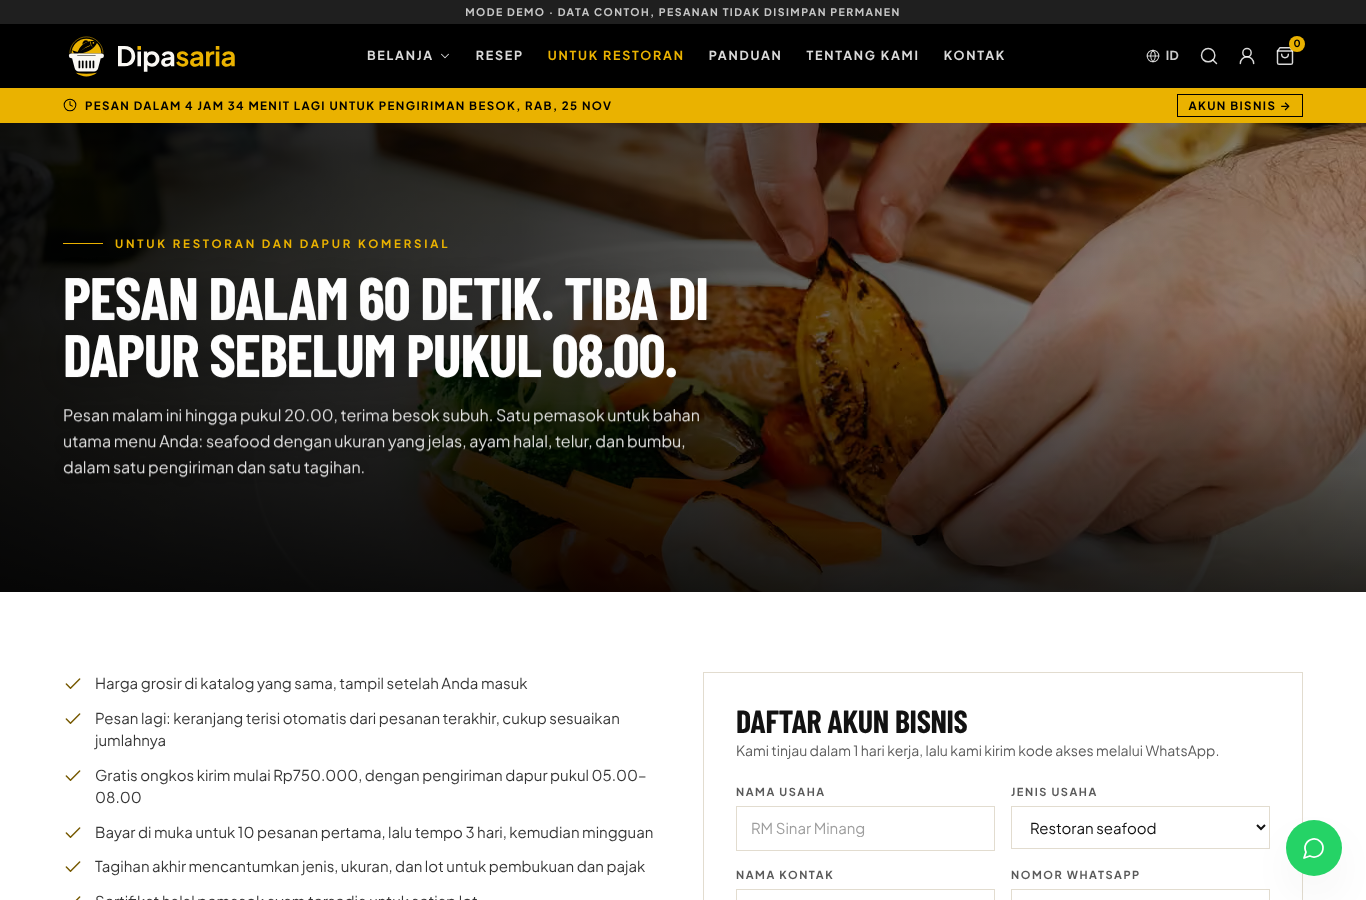 MODE DEMO · DATA CONTOH, PESANAN TIDAK DISIMPAN PERMANEN
Dipasaria
BELANJA
RESEP
UNTUK RESTORAN
PANDUAN
TENTANG KAMI
KONTAK
ID
0
PESAN DALAM 4 JAM 34 MENIT LAGI UNTUK PENGIRIMAN BESOK, RAB, 25 NOV
AKUN BISNIS →
UNTUK RESTORAN DAN DAPUR KOMERSIAL
PESAN DALAM 60 DETIK. TIBA DI
DAPUR SEBELUM PUKUL 08.00.
Pesan malam ini hingga pukul 20.00, terima besok subuh. Satu pemasok untuk bahan
utama menu Anda: seafood dengan ukuran yang jelas, ayam halal, telur, dan bumbu,
dalam satu pengiriman dan satu tagihan.
Harga grosir di katalog yang sama, tampil setelah Anda masuk
Pesan lagi: keranjang terisi otomatis dari pesanan terakhir, cukup sesuaikan
jumlahnya
Gratis ongkos kirim mulai Rp750.000, dengan pengiriman dapur pukul 05.00–
08.00
Bayar di muka untuk 10 pesanan pertama, lalu tempo 3 hari, kemudian mingguan
Tagihan akhir mencantumkan jenis, ukuran, dan lot untuk pembukuan dan pajak
Sertifikat halal pemasok ayam tersedia untuk setiap lot
DAFTAR AKUN BISNIS
Kami tinjau dalam 1 hari kerja, lalu kami kirim kode akses melalui WhatsApp.
NAMA USAHA
RM Sinar Minang
JENIS USAHA
Restoran seafood
NAMA KONTAK
NOMOR WHATSAPP